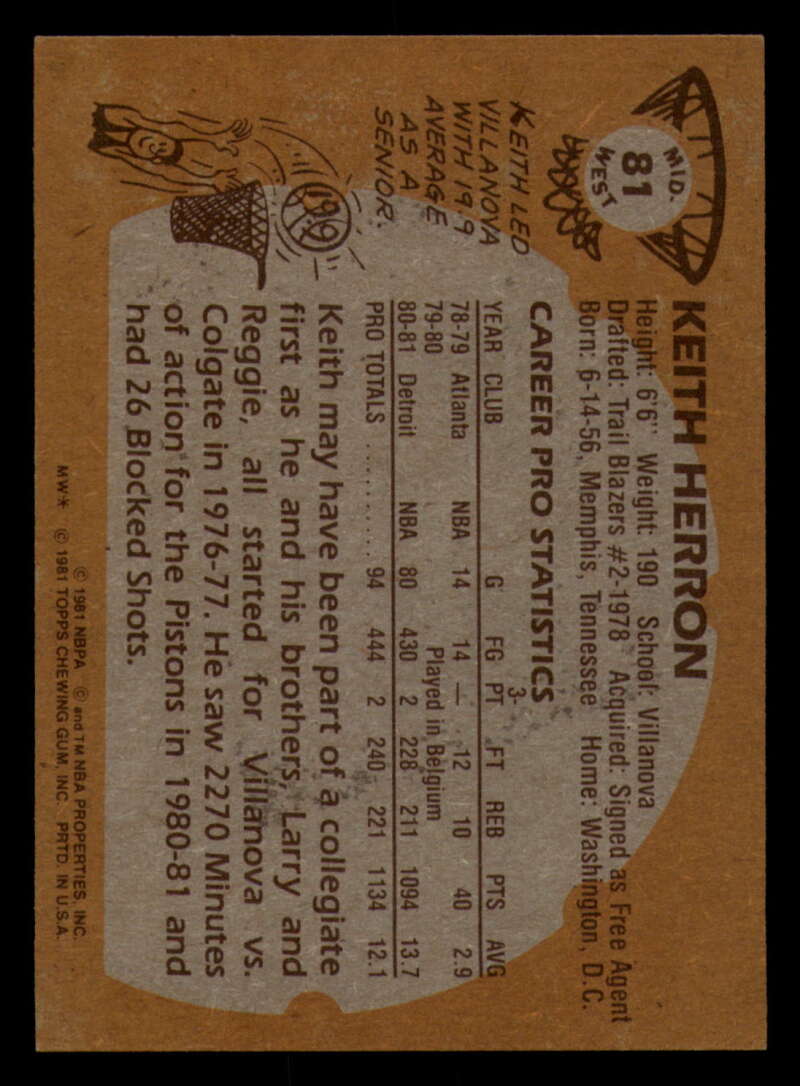 MID.
81
WEST
KEITH HERRON
Height: 6'6" Weight: 190 School: Villanova
Drafted: Trail Blazers #2-1978 Acquired: Signed as Free Agent
Born: 6-14-56, Memphis, Tennessee Home: Washington, D.C.
CAREER PRO STATISTICS
3-
YEAR CLUB G FG PT FT REB PTS AVG
78-79 Atlanta NBA 14 14 — 12 10 40 2.9
79-80 Played in Belgium
80-81 Detroit NBA 80 430 2 228 211 1094 13.7
PRO TOTALS ........... 94 444 2 240 221 1134 12.1
KEITH LED
VILLANOVA
WITH 19.9
AVERAGE
AS A
SENIOR.
19.9
Keith may have been part of a collegiate
first as he and his brothers, Larry and
Reggie, all started for Villanova vs.
Colgate in 1976-77. He saw 2270 Minutes
of action for the Pistons in 1980-81 and
had 26 Blocked Shots.
© 1981 NBPA © and TM NBA PROPERTIES, INC.
MW* © 1981 TOPPS CHEWING GUM, INC. PRTD. IN U.S.A.